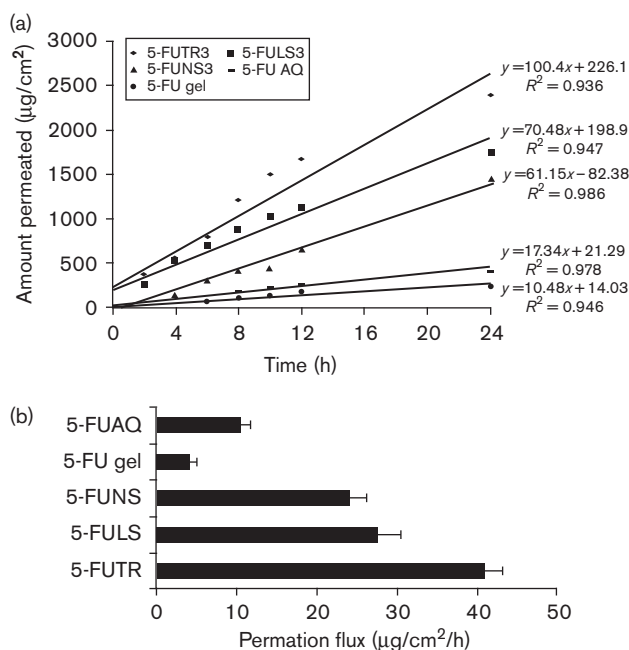 (a)
3000
2500
2000
1500
1000
500
0
Amount permeated (μg/cm²)
5-FUTR3 5-FULS3
5-FUNS3 5-FU AQ
5-FU gel
y=100.4x+226.1
R² = 0.936
y=70.48x+198.9
R² = 0.947
y=61.15x−82.38
R² = 0.986
y=17.34x+21.29
R² = 0.978
y=10.48x+14.03
R² = 0.946
0 4 8 12 16 20 24
Time (h)
(b)
5-FUAQ
5-FU gel
5-FUNS
5-FULS
5-FUTR
0 10 20 30 40 50
Permation flux (μg/cm²/h)